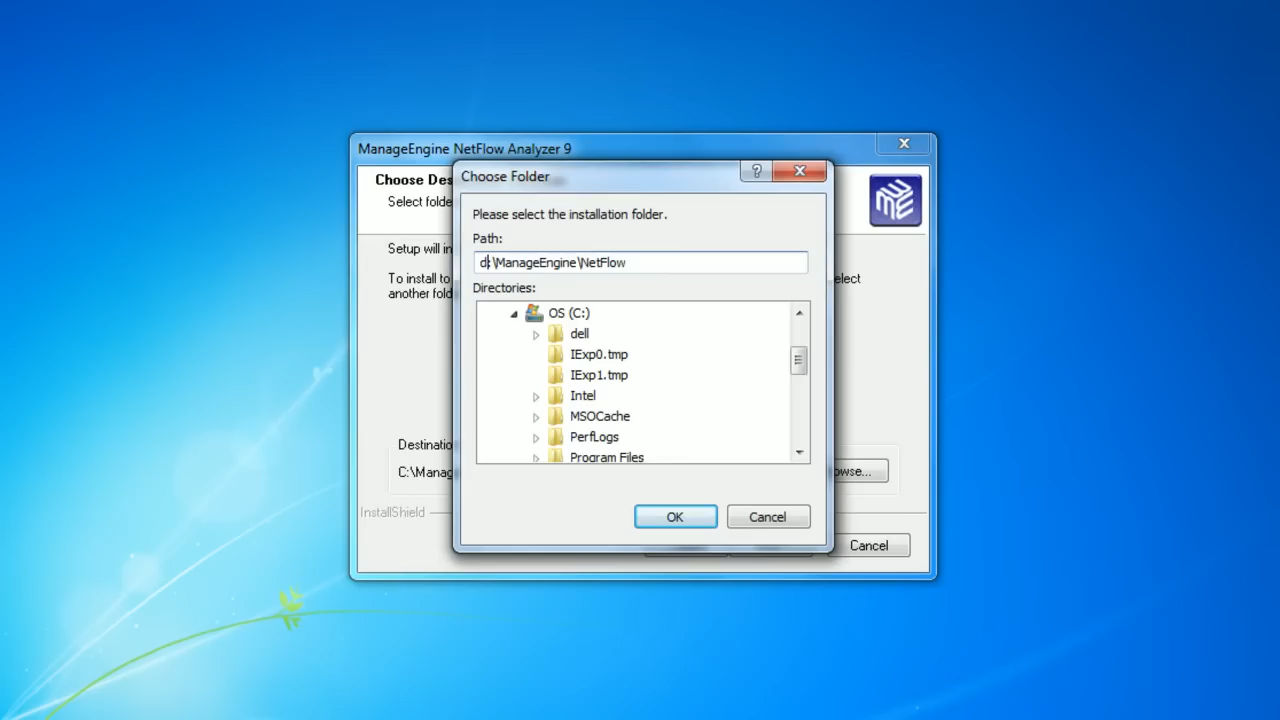 ManageEngine NetFlow Analyzer 9
Choose Folder
Please select the installation folder.
Path:
d:\ManageEngine\NetFlow
Directories:
OS (C:)
dell
IExp0.tmp
IExp1.tmp
Intel
MSOCache
PerfLogs
Program Files
OK
Cancel
Choose Des
Select folde
Setup will in
To install to
another fold
elect
Destinatio
C:\Manag
owse...
InstallShield
Cancel